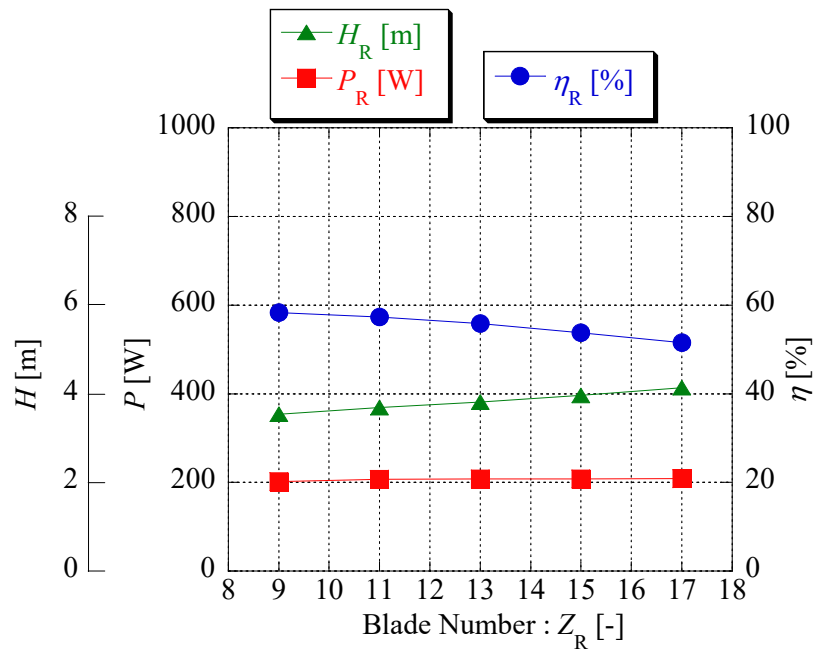 H_R [m]
P_R [W]
η_R [%]
1000
800
600
400
200
0
8
6
4
2
0
100
80
60
40
20
0
H [m]
P [W]
η [%]
8 9 10 11 12 13 14 15 16 17 18
Blade Number : Z_R [-]